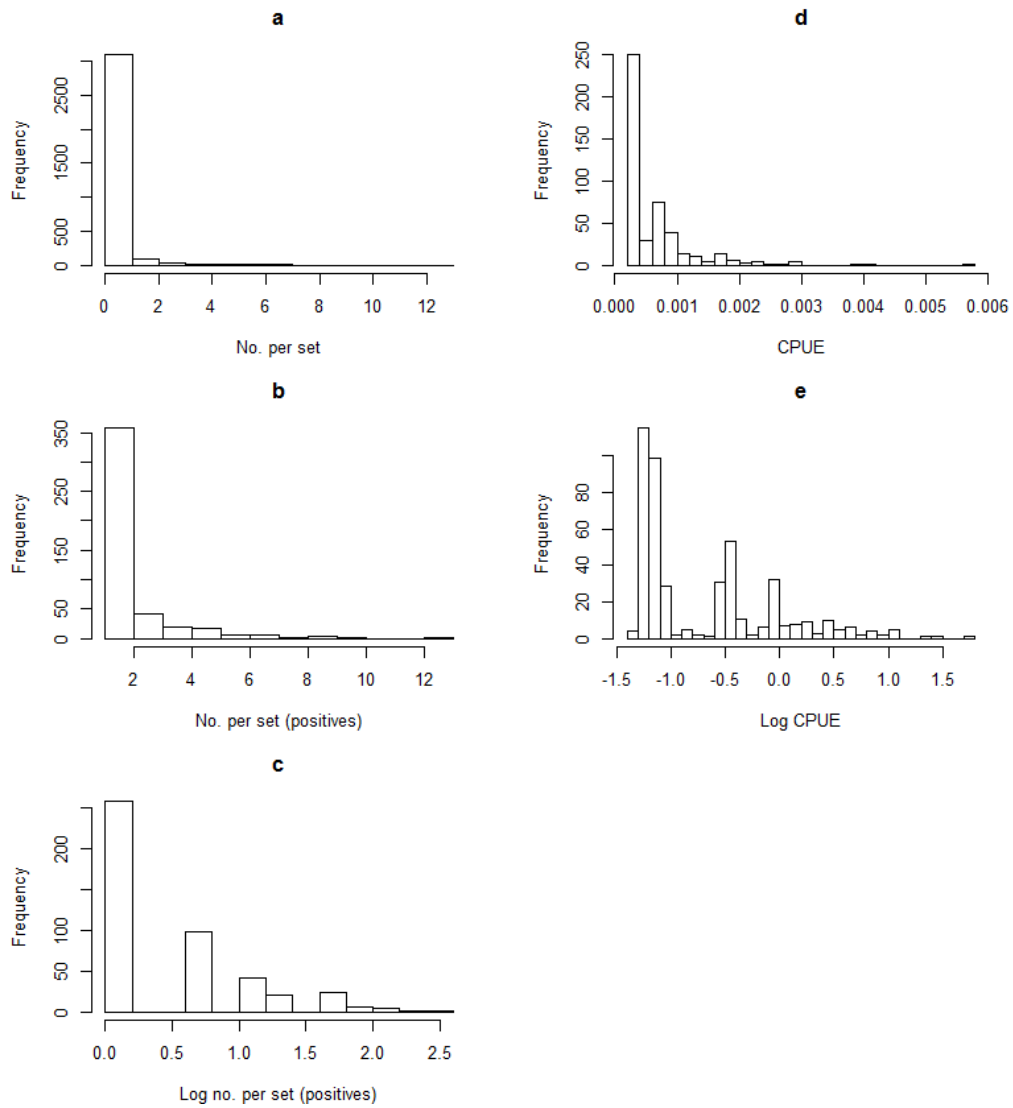 a
Frequency
0 500 1500 2500
0 2 4 6 8 10 12
No. per set
b
Frequency
0 50 150 250 350
2 4 6 8 10 12
No. per set (positives)
c
Frequency
0 50 100 200
0.0 0.5 1.0 1.5 2.0 2.5
Log no. per set (positives)
d
Frequency
0 50 100 150 200 250
0.000 0.001 0.002 0.003 0.004 0.005 0.006
CPUE
e
Frequency
0 20 40 60 80
-1.5 -1.0 -0.5 0.0 0.5 1.0 1.5
Log CPUE